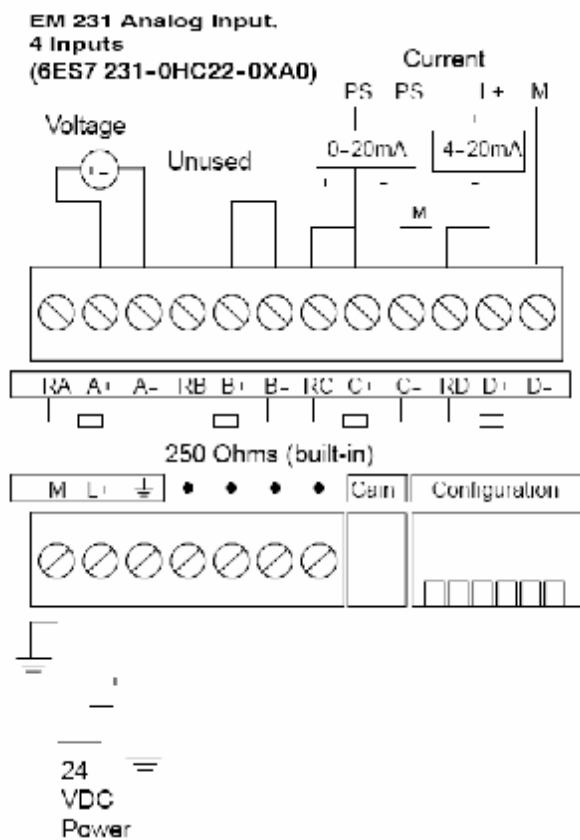 EM 231 Analog Input,
4 Inputs
(6ES7 231-0HC22-0XA0)
Current
PS PS L+ M
Voltage
Unused
0-20mA 4-20mA
+ - -
M
RA A+ A- RB B+ B- RC C+ C- RD D+ D-
250 Ohms (built-in)
M L+ Gain Configuration
24
VDC
Power